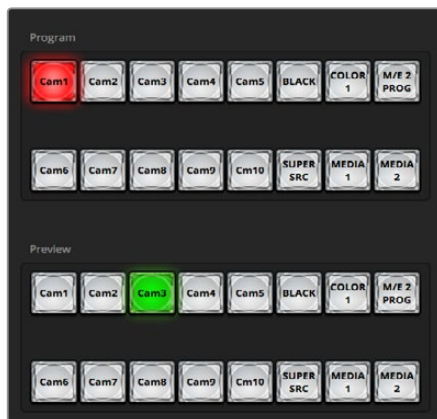 Program
Cam1 Cam2 Cam3 Cam4 Cam5 BLACK COLOR 1 M/E 2 PROG
Cam6 Cam7 Cam8 Cam9 Cm10 SUPER SRC MEDIA 1 MEDIA 2
Preview
Cam1 Cam2 Cam3 Cam4 Cam5 BLACK COLOR 1 M/E 2 PROG
Cam6 Cam7 Cam8 Cam9 Cm10 SUPER SRC MEDIA 1 MEDIA 2